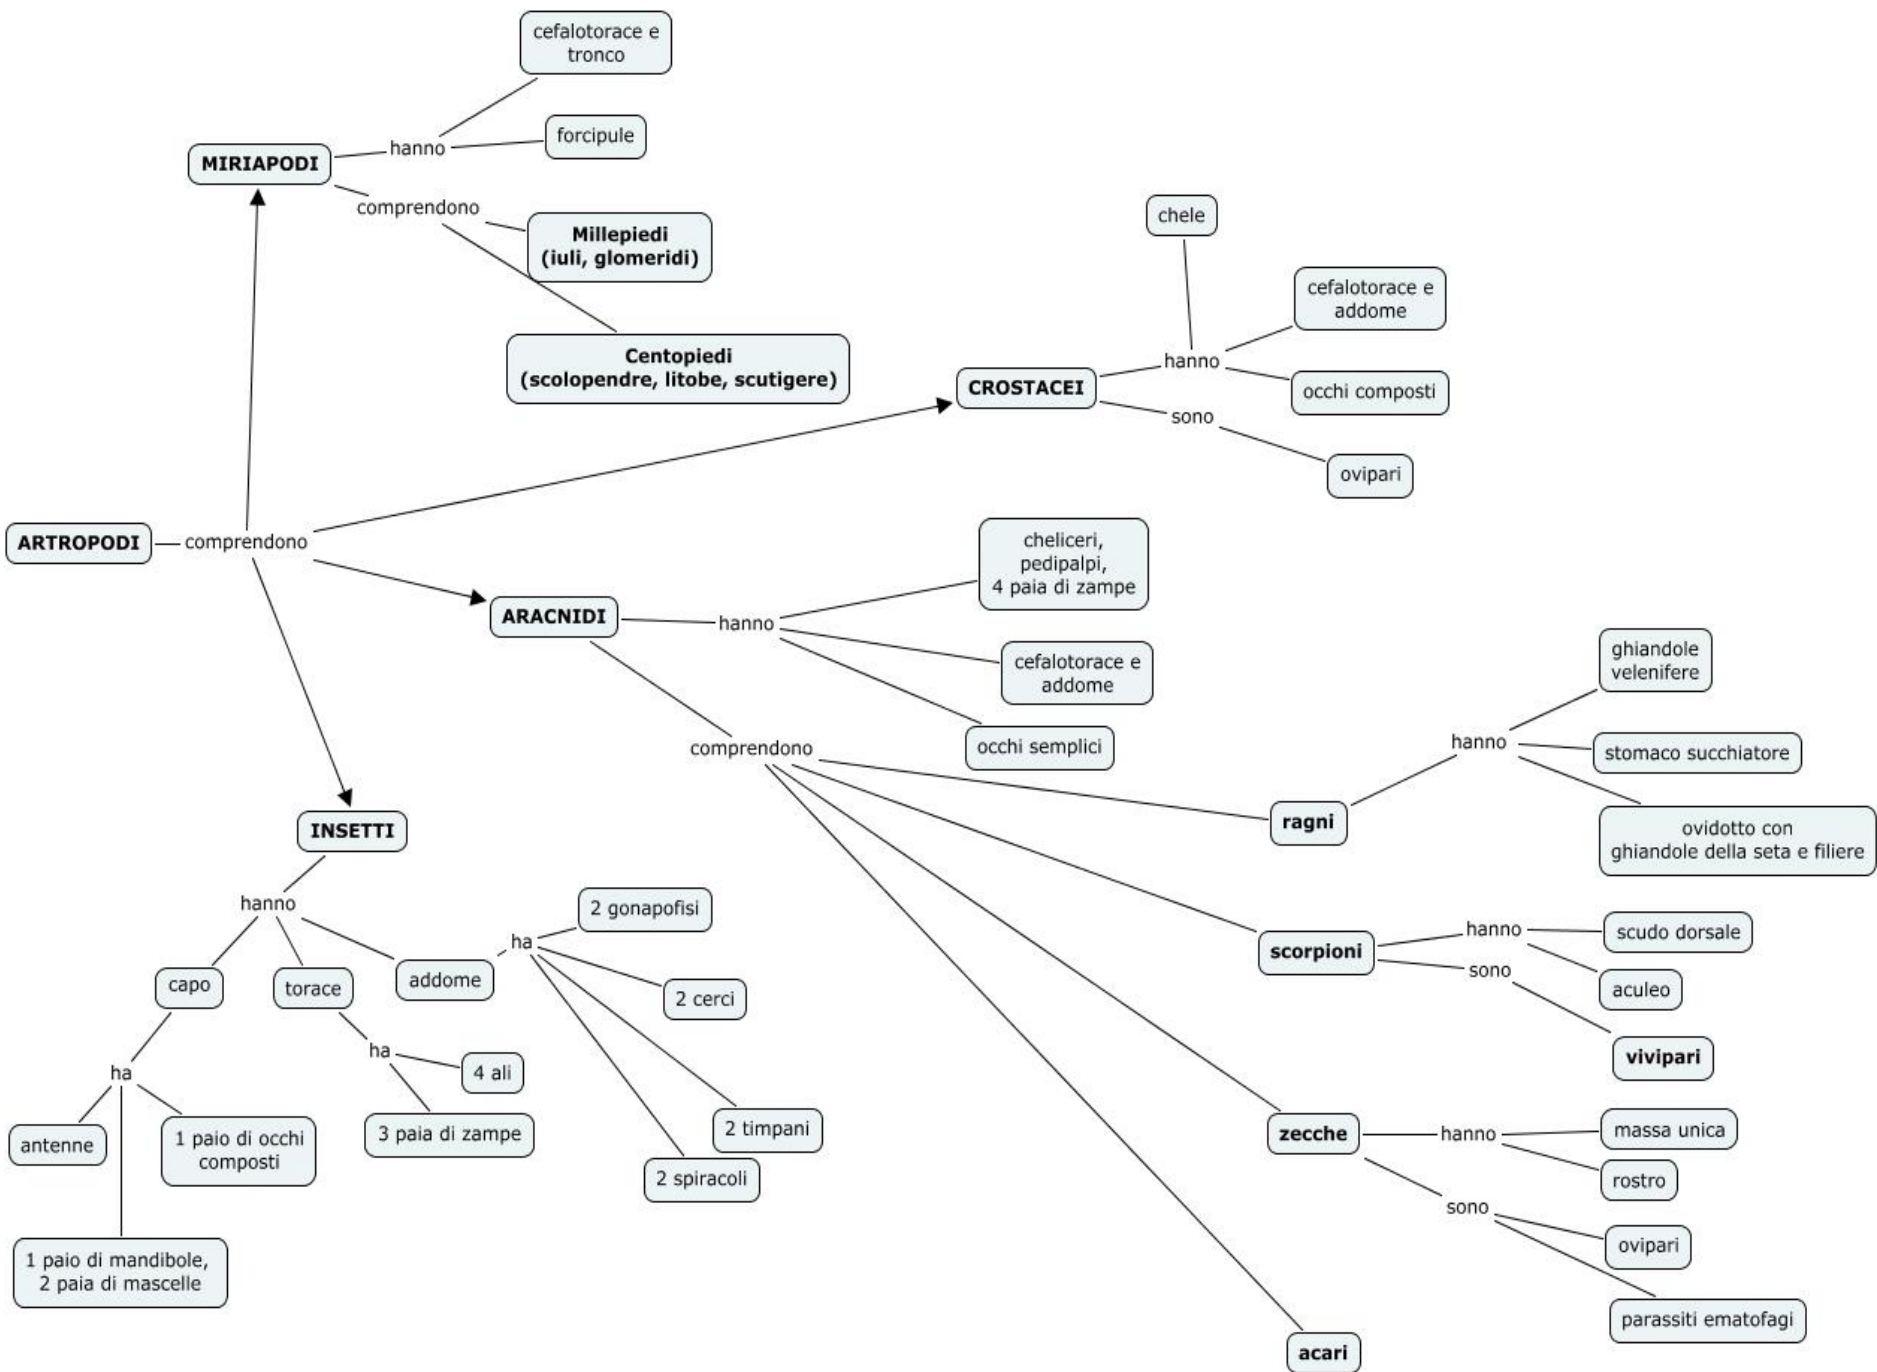 cefalotorace e
tronco
forcipule
hanno
MIRIAPODI
comprendono
Millepiedi
(iuli, glomeridi)
Centopiedi
(scolopendre, litobe, scutigere)
chele
cefalotorace e
addome
hanno
CROSTACEI
occhi composti
sono
ovipari
ARTROPODI
comprendono
cheliceri,
pedipalpi,
4 paia di zampe
ARACNIDI
hanno
cefalotorace e
addome
occhi semplici
comprendono
ghiandole
velenifere
hanno
stomaco succhiatore
ragni
ovidotto con
ghiandole della seta e filiere
scorpioni
hanno
scudo dorsale
aculeo
sono
vivipari
zecche
hanno
massa unica
rostro
sono
ovipari
parassiti ematofagi
acari
INSETTI
hanno
capo
torace
addome
ha
2 gonapofisi
2 cerci
2 timpani
2 spiracoli
ha
4 ali
3 paia di zampe
ha
antenne
1 paio di occhi
composti
1 paio di mandibole,
2 paia di mascelle